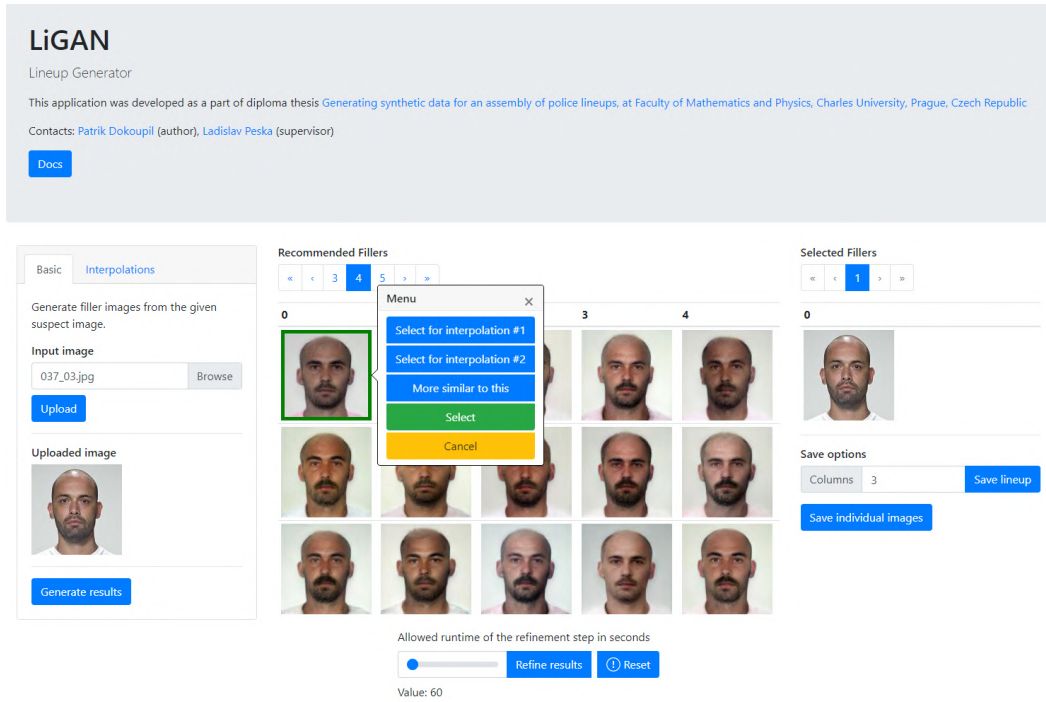 LiGAN
Lineup Generator
This application was developed as a part of diploma thesis Generating synthetic data for an assembly of police lineups, at Faculty of Mathematics and Physics, Charles University, Prague, Czech Republic
Contacts: Patrik Dokoupil (author), Ladislav Peska (supervisor)
Docs
Basic
Interpolations
Generate filler images from the given
suspect image.
Input image
037_03.jpg
Browse
Upload
Uploaded image
Generate results
Recommended Fillers
« ‹ 3 4 5 › »
0 3 4
Menu ×
Select for interpolation #1
Select for interpolation #2
More similar to this
Select
Cancel
Allowed runtime of the refinement step in seconds
Refine results
Reset
Value: 60
Selected Fillers
« ‹ 1 › »
0
Save options
Columns 3 Save lineup
Save individual images